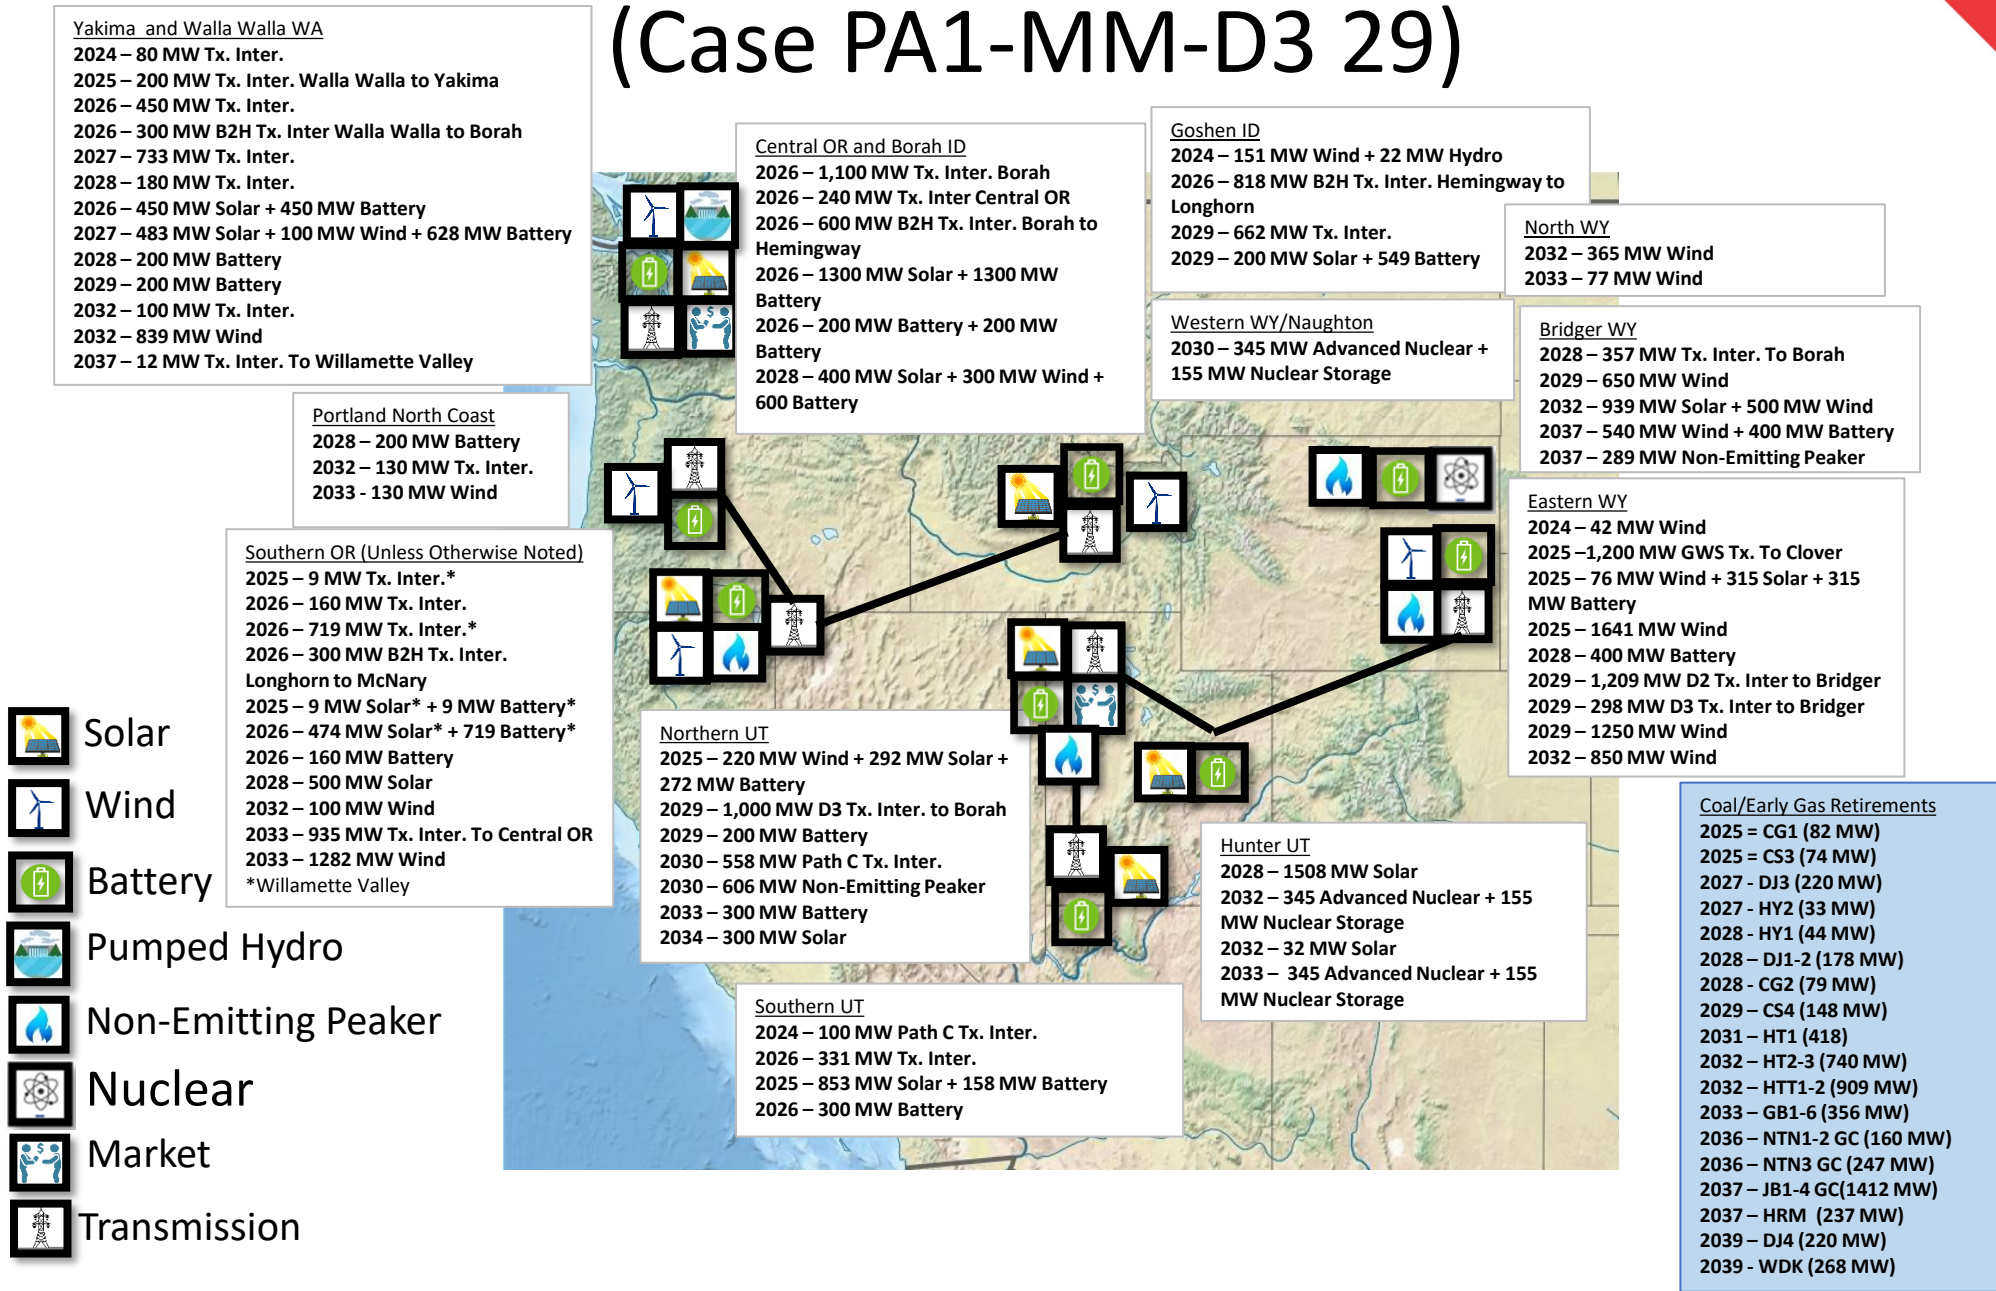 (Case PA1-MM-D3 29)
Yakima and Walla Walla WA
2024 – 80 MW Tx. Inter.
2025 – 200 MW Tx. Inter. Walla Walla to Yakima
2026 – 450 MW Tx. Inter.
2026 – 300 MW B2H Tx. Inter Walla Walla to Borah
2027 – 733 MW Tx. Inter.
2028 – 180 MW Tx. Inter.
2026 – 450 MW Solar + 450 MW Battery
2027 – 483 MW Solar + 100 MW Wind + 628 MW Battery
2028 – 200 MW Battery
2029 – 200 MW Battery
2032 – 100 MW Tx. Inter.
2032 – 839 MW Wind
2037 – 12 MW Tx. Inter. To Willamette Valley
Central OR and Borah ID
2026 – 1,100 MW Tx. Inter. Borah
2026 – 240 MW Tx. Inter Central OR
2026 – 600 MW B2H Tx. Inter. Borah to
Hemingway
2026 – 1300 MW Solar + 1300 MW
Battery
2026 – 200 MW Battery + 200 MW
Battery
2028 – 400 MW Solar + 300 MW Wind +
600 Battery
Goshen ID
2024 – 151 MW Wind + 22 MW Hydro
2026 – 818 MW B2H Tx. Inter. Hemingway to
Longhorn
2029 – 662 MW Tx. Inter.
2029 – 200 MW Solar + 549 Battery
North WY
2032 – 365 MW Wind
2033 – 77 MW Wind
Western WY/Naughton
2030 – 345 MW Advanced Nuclear +
155 MW Nuclear Storage
Bridger WY
2028 – 357 MW Tx. Inter. To Borah
2029 – 650 MW Wind
2032 – 939 MW Solar + 500 MW Wind
2037 – 540 MW Wind + 400 MW Battery
2037 – 289 MW Non-Emitting Peaker
Portland North Coast
2028 – 200 MW Battery
2032 – 130 MW Tx. Inter.
2033 - 130 MW Wind
Eastern WY
2024 – 42 MW Wind
2025 –1,200 MW GWS Tx. To Clover
2025 – 76 MW Wind + 315 Solar + 315
MW Battery
2025 – 1641 MW Wind
2028 – 400 MW Battery
2029 – 1,209 MW D2 Tx. Inter to Bridger
2029 – 298 MW D3 Tx. Inter to Bridger
2029 – 1250 MW Wind
2032 – 850 MW Wind
Southern OR (Unless Otherwise Noted)
2025 – 9 MW Tx. Inter.*
2026 – 160 MW Tx. Inter.
2026 – 719 MW Tx. Inter.*
2026 – 300 MW B2H Tx. Inter.
Longhorn to McNary
2025 – 9 MW Solar* + 9 MW Battery*
2026 – 474 MW Solar* + 719 Battery*
2026 – 160 MW Battery
2028 – 500 MW Solar
2032 – 100 MW Wind
2033 – 935 MW Tx. Inter. To Central OR
2033 – 1282 MW Wind
*Willamette Valley
Northern UT
2025 – 220 MW Wind + 292 MW Solar +
272 MW Battery
2029 – 1,000 MW D3 Tx. Inter. to Borah
2029 – 200 MW Battery
2030 – 558 MW Path C Tx. Inter.
2030 – 606 MW Non-Emitting Peaker
2033 – 300 MW Battery
2034 – 300 MW Solar
Hunter UT
2028 – 1508 MW Solar
2032 – 345 Advanced Nuclear + 155
MW Nuclear Storage
2032 – 32 MW Solar
2033 – 345 Advanced Nuclear + 155
MW Nuclear Storage
Southern UT
2024 – 100 MW Path C Tx. Inter.
2026 – 331 MW Tx. Inter.
2025 – 853 MW Solar + 158 MW Battery
2026 – 300 MW Battery
Coal/Early Gas Retirements
2025 = CG1 (82 MW)
2025 = CS3 (74 MW)
2027 - DJ3 (220 MW)
2027 - HY2 (33 MW)
2028 - HY1 (44 MW)
2028 – DJ1-2 (178 MW)
2028 - CG2 (79 MW)
2029 – CS4 (148 MW)
2031 – HT1 (418)
2032 – HT2-3 (740 MW)
2032 – HTT1-2 (909 MW)
2033 – GB1-6 (356 MW)
2036 – NTN1-2 GC (160 MW)
2036 – NTN3 GC (247 MW)
2037 – JB1-4 GC(1412 MW)
2037 – HRM (237 MW)
2039 – DJ4 (220 MW)
2039 - WDK (268 MW)
Solar
Wind
Battery
Pumped Hydro
Non-Emitting Peaker
Nuclear
Market
Transmission